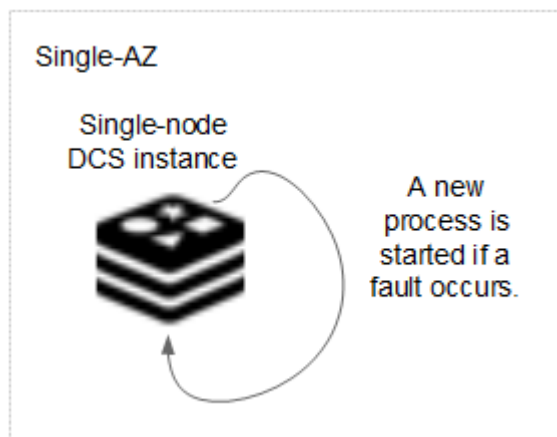 Single-AZ
Single-node
DCS instance
A new
process is
started if a
fault occurs.